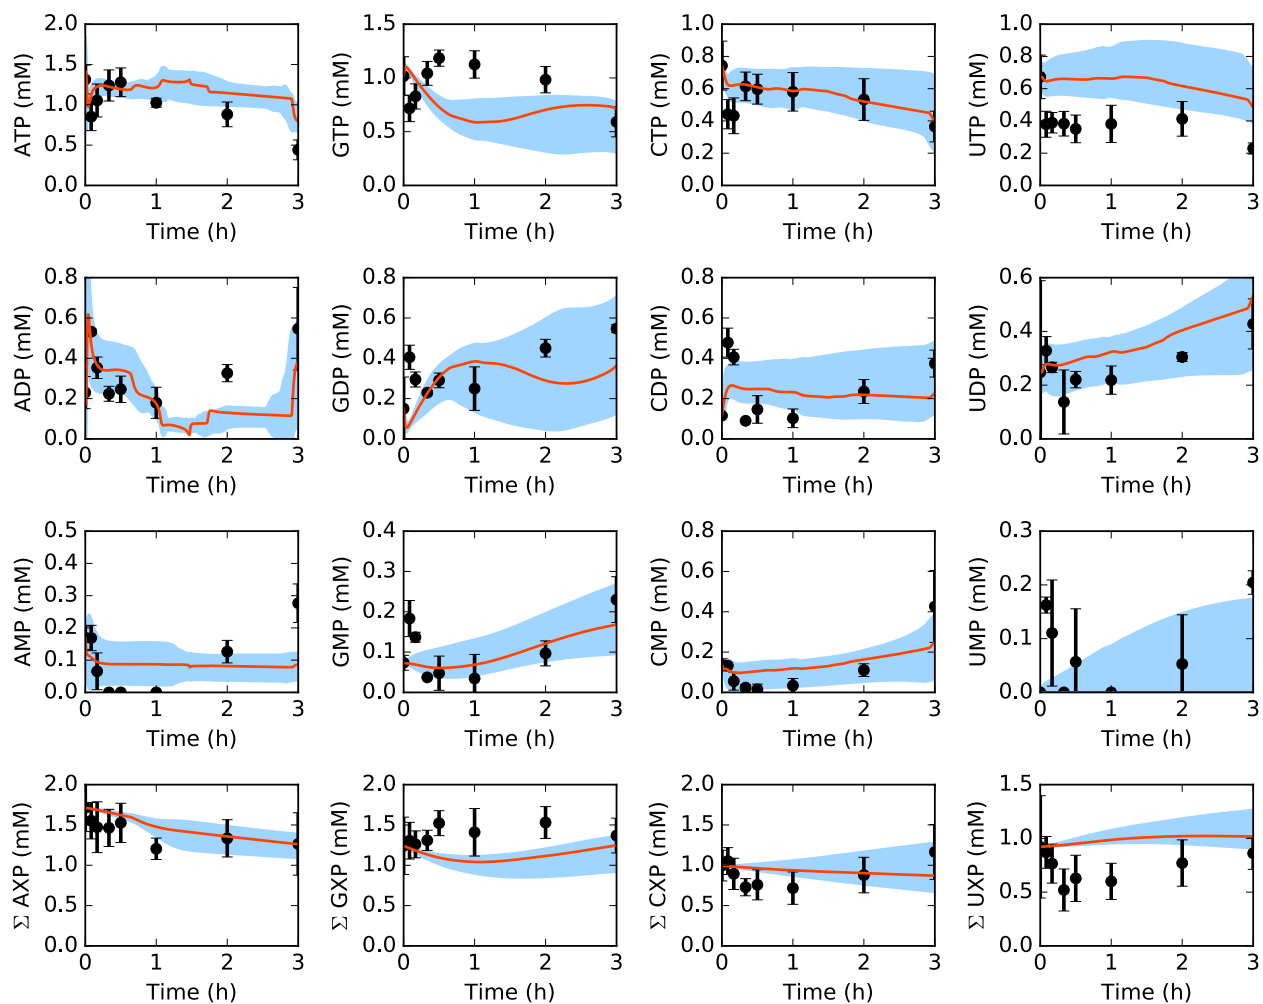 ATP (mM)
2.0
1.5
1.0
0.5
0.0
0 1 2 3
Time (h)
GTP (mM)
1.5
1.0
0.5
0.0
0 1 2 3
Time (h)
CTP (mM)
1.0
0.8
0.6
0.4
0.2
0.0
0 1 2 3
Time (h)
UTP (mM)
1.0
0.8
0.6
0.4
0.2
0.0
0 1 2 3
Time (h)
ADP (mM)
0.8
0.6
0.4
0.2
0.0
0 1 2 3
Time (h)
GDP (mM)
0.8
0.6
0.4
0.2
0.0
0 1 2 3
Time (h)
CDP (mM)
0.8
0.6
0.4
0.2
0.0
0 1 2 3
Time (h)
UDP (mM)
0.6
0.4
0.2
0.0
0 1 2 3
Time (h)
AMP (mM)
0.5
0.4
0.3
0.2
0.1
0.0
0 1 2 3
Time (h)
GMP (mM)
0.4
0.3
0.2
0.1
0.0
0 1 2 3
Time (h)
CMP (mM)
0.8
0.6
0.4
0.2
0.0
0 1 2 3
Time (h)
UMP (mM)
0.3
0.2
0.1
0.0
0 1 2 3
Time (h)
Σ AXP (mM)
2.0
1.5
1.0
0.5
0.0
0 1 2 3
Time (h)
Σ GXP (mM)
2.0
1.5
1.0
0.5
0.0
0 1 2 3
Time (h)
Σ CXP (mM)
2.0
1.5
1.0
0.5
0.0
0 1 2 3
Time (h)
Σ UXP (mM)
1.5
1.0
0.5
0.0
0 1 2 3
Time (h)